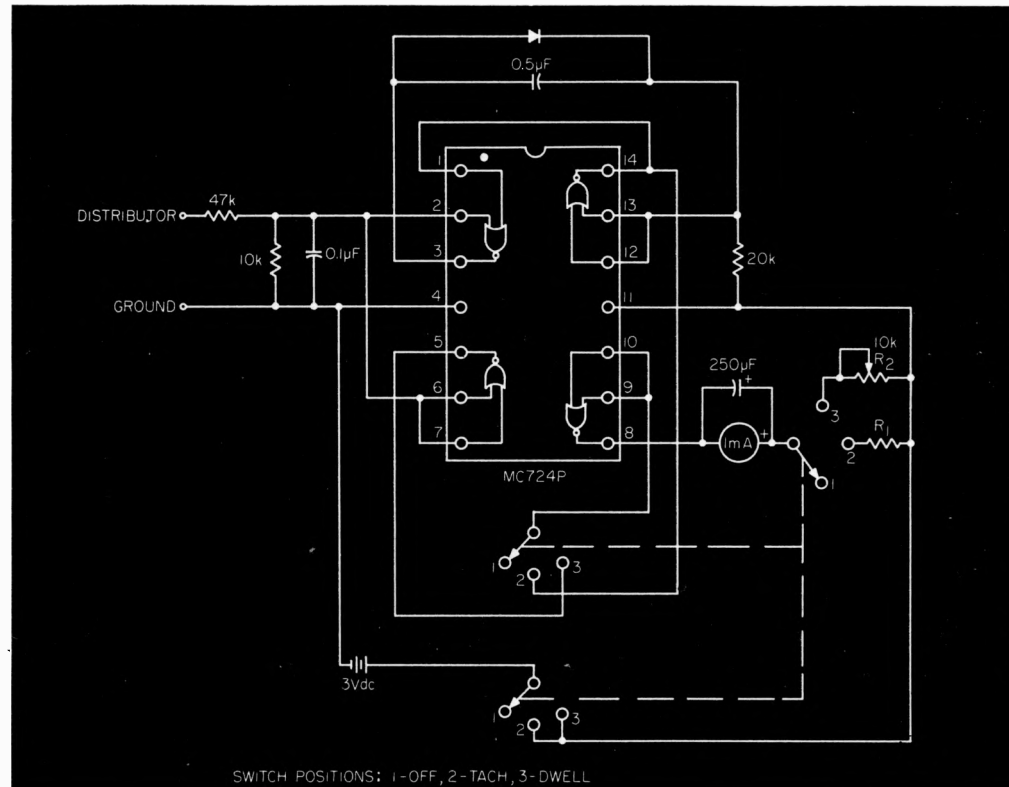 0.5µF
1
14
47k
DISTRIBUTOR
2
13
10k
0.1µF
3
12
20k
GROUND
4
11
5
10
10k
R2
250µF
+
6
9
3
7
8
1mA
+
2
R1
1
MC724P
1
2
3
3Vdc
1
2
3
SWITCH POSITIONS: 1-OFF, 2-TACH, 3-DWELL